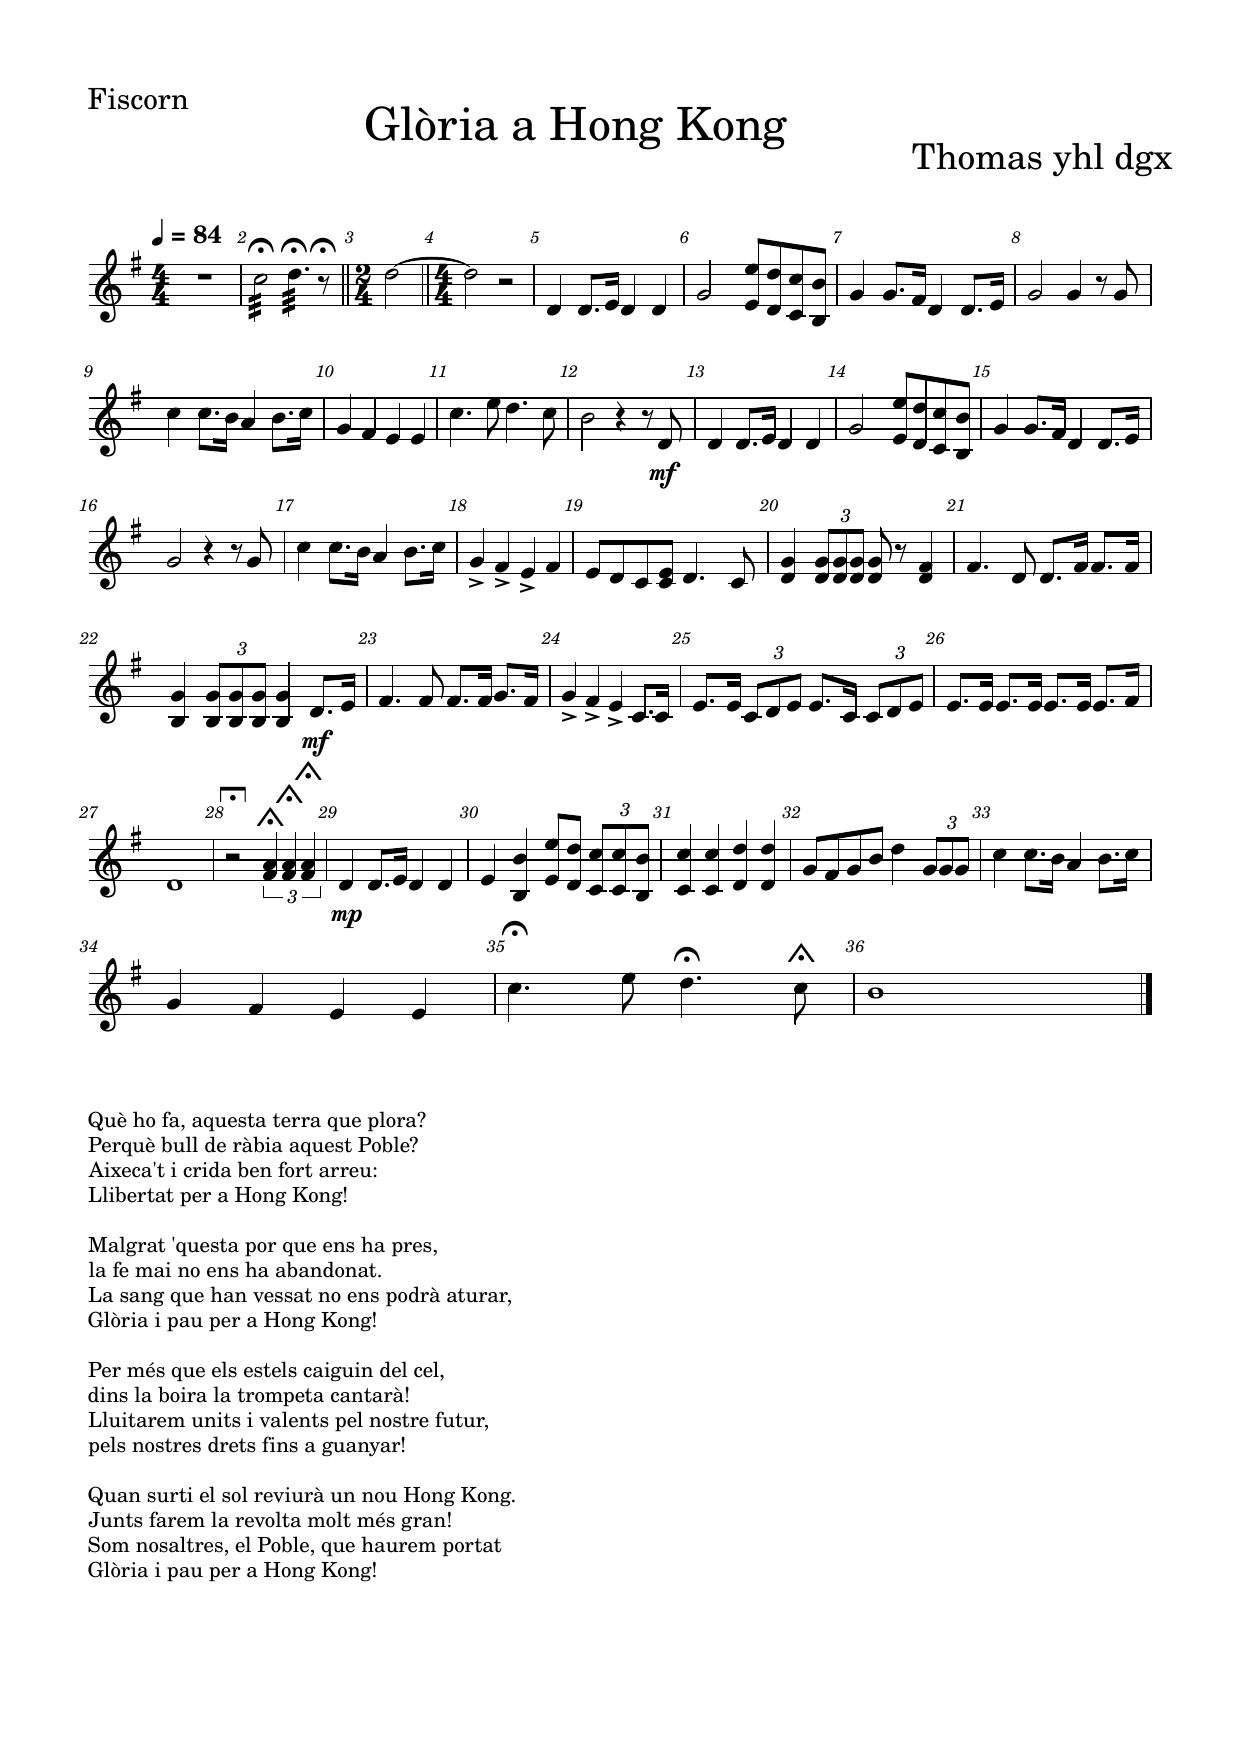 Fiscorn
Glòria a Hong Kong
Thomas yhl dgx
= 84
2 3 4 5 6 7 8
4 4 2 4 4 4
9 10 11 12 13 14 15
mf
16 17 18 19 20 21
3
22 23 24 25 26
3 3 3
mf
27 28 29 30 31 32 33
3 3
3
mp
34 35 36
Què ho fa, aquesta terra que plora?
Perquè bull de ràbia aquest Poble?
Aixeca't i crida ben fort arreu:
Llibertat per a Hong Kong!
Malgrat 'questa por que ens ha pres,
la fe mai no ens ha abandonat.
La sang que han vessat no ens podrà aturar,
Glòria i pau per a Hong Kong!
Per més que els estels caiguin del cel,
dins la boira la trompeta cantarà!
Lluitarem units i valents pel nostre futur,
pels nostres drets fins a guanyar!
Quan surti el sol reviurà un nou Hong Kong.
Junts farem la revolta molt més gran!
Som nosaltres, el Poble, que haurem portat
Glòria i pau per a Hong Kong!